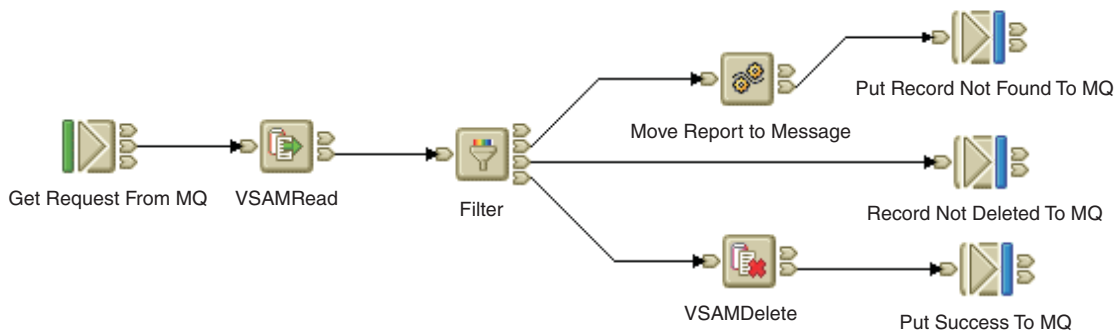 Put Record Not Found To MQ
Move Report to Message
Get Request From MQ
VSAMRead
Filter
Record Not Deleted To MQ
VSAMDelete
Put Success To MQ